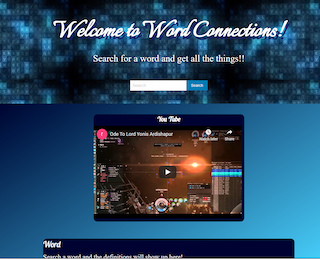 Welcome to Word Connections!
Search for a word and get all the things!!
Search
Search
You Tube
Ode To Lord Yonis Ardishapur
Watch later
Share
Word
Search a word and the definitions will show up here!